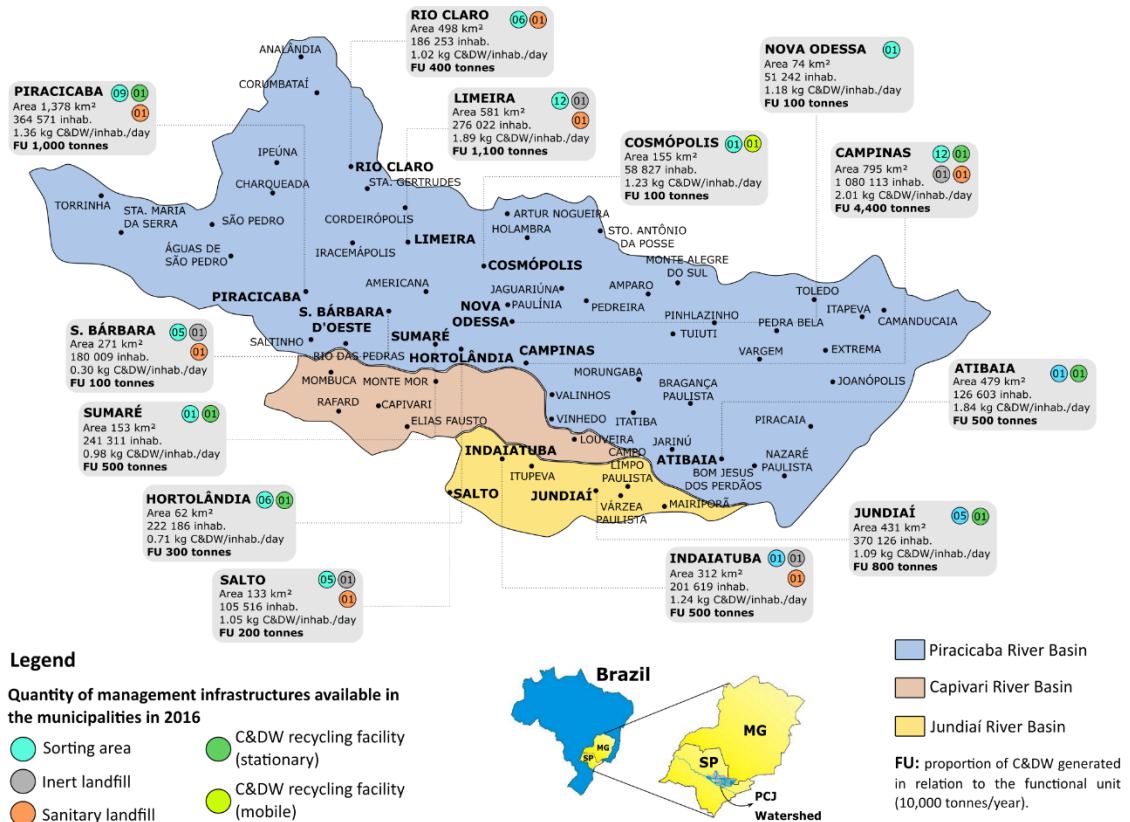 RIO CLARO
06
01
Area 498 km²
186 253 inhab.
1.02 kg C&DW/inhab./day
FU 400 tonnes
NOVA ODESSA
01
Area 74 km²
51 242 inhab.
1.18 kg C&DW/inhab./day
FU 100 tonnes
PIRACICABA
09
01
01
Area 1,378 km²
364 571 inhab.
1.36 kg C&DW/inhab./day
FU 1,000 tonnes
LIMEIRA
12
01
01
Area 581 km²
276 022 inhab.
1.89 kg C&DW/inhab./day
FU 1,100 tonnes
COSMÓPOLIS
01
01
Area 155 km²
58 827 inhab.
1.23 kg C&DW/inhab./day
FU 100 tonnes
CAMPINAS
12
01
01
01
Area 795 km²
1 080 113 inhab.
2.01 kg C&DW/inhab./day
FU 4,400 tonnes
ANALÂNDIA
CORUMBATAÍ
IPEÚNA
RIO CLARO
STA. GERTRUDES
CHARQUEADA
TORRINHA
STA. MARIA
DA SERRA
SÃO PEDRO
CORDEIRÓPOLIS
ARTUR NOGUEIRA
HOLAMBRA
STO. ANTÔNIO
DA POSSE
ÁGUAS DE
SÃO PEDRO
IRACEMÁPOLIS
LIMEIRA
COSMÓPOLIS
MONTE ALEGRE
DO SUL
AMERICANA
JAGUARIÚNA
AMPARO
TOLEDO
PIRACICABA
NOVA
ODESSA
PAULÍNIA
PEDREIRA
ITAPEVA
CAMANDUCAIA
S. BÁRBARA
D'OESTE
PINHLAZINHO
PEDRA BELA
SALTINHO
SUMARÉ
TUIUTI
RIO DAS PEDRAS
HORTOLÂNDIA
CAMPINAS
VARGEM
EXTREMA
MOMBUCA
MONTE MOR
MORUNGABA
JOANÓPOLIS
RAFARD
CAPIVARI
VALINHOS
BRAGANÇA
PAULISTA
ELIAS FAUSTO
VINHEDO
ITATIBA
PIRACAIA
LOUVEIRA
JARINÚ
INDAIATUBA
CAMPO
LIMPO
PAULISTA
ATIBAIA
NAZARÉ
PAULISTA
ITUPEVA
BOM JESUS
DOS PERDÃOS
SALTO
JUNDIAÍ
VÁRZEA
PAULISTA
MAIRIPORÃ
S. BÁRBARA
05
01
01
Area 271 km²
180 009 inhab.
0.30 kg C&DW/inhab./day
FU 100 tonnes
SUMARÉ
01
01
Area 153 km²
241 311 inhab.
0.98 kg C&DW/inhab./day
FU 500 tonnes
ATIBAIA
01
01
Area 479 km²
126 603 inhab.
1.84 kg C&DW/inhab./day
FU 500 tonnes
HORTOLÂNDIA
06
01
Area 62 km²
222 186 inhab.
0.71 kg C&DW/inhab./day
FU 300 tonnes
JUNDIAÍ
05
01
Area 431 km²
370 126 inhab.
1.09 kg C&DW/inhab./day
FU 800 tonnes
SALTO
05
01
01
Area 133 km²
105 516 inhab.
1.05 kg C&DW/inhab./day
FU 200 tonnes
INDAIATUBA
01
01
01
Area 312 km²
201 619 inhab.
1.24 kg C&DW/inhab./day
FU 500 tonnes
Legend
Quantity of management infrastructures available in
the municipalities in 2016
Sorting area
Inert landfill
Sanitary landfill
C&DW recycling facility
(stationary)
C&DW recycling facility
(mobile)
Brazil
MG
SP
MG
SP
PCJ
Watershed
Piracicaba River Basin
Capivari River Basin
Jundiaí River Basin
FU: proportion of C&DW generated
in relation to the functional unit
(10,000 tonnes/year).